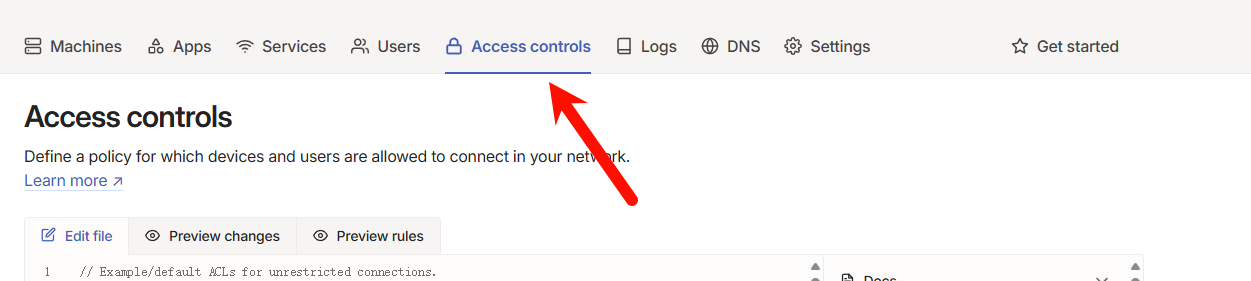 Machines Apps Services Users Access controls Logs DNS Settings Get started
Access controls
Define a policy for which devices and users are allowed to connect in your network.
Learn more ↗
Edit file Preview changes Preview rules
1 // Example/default ACLs for unrestricted connections.
Docs